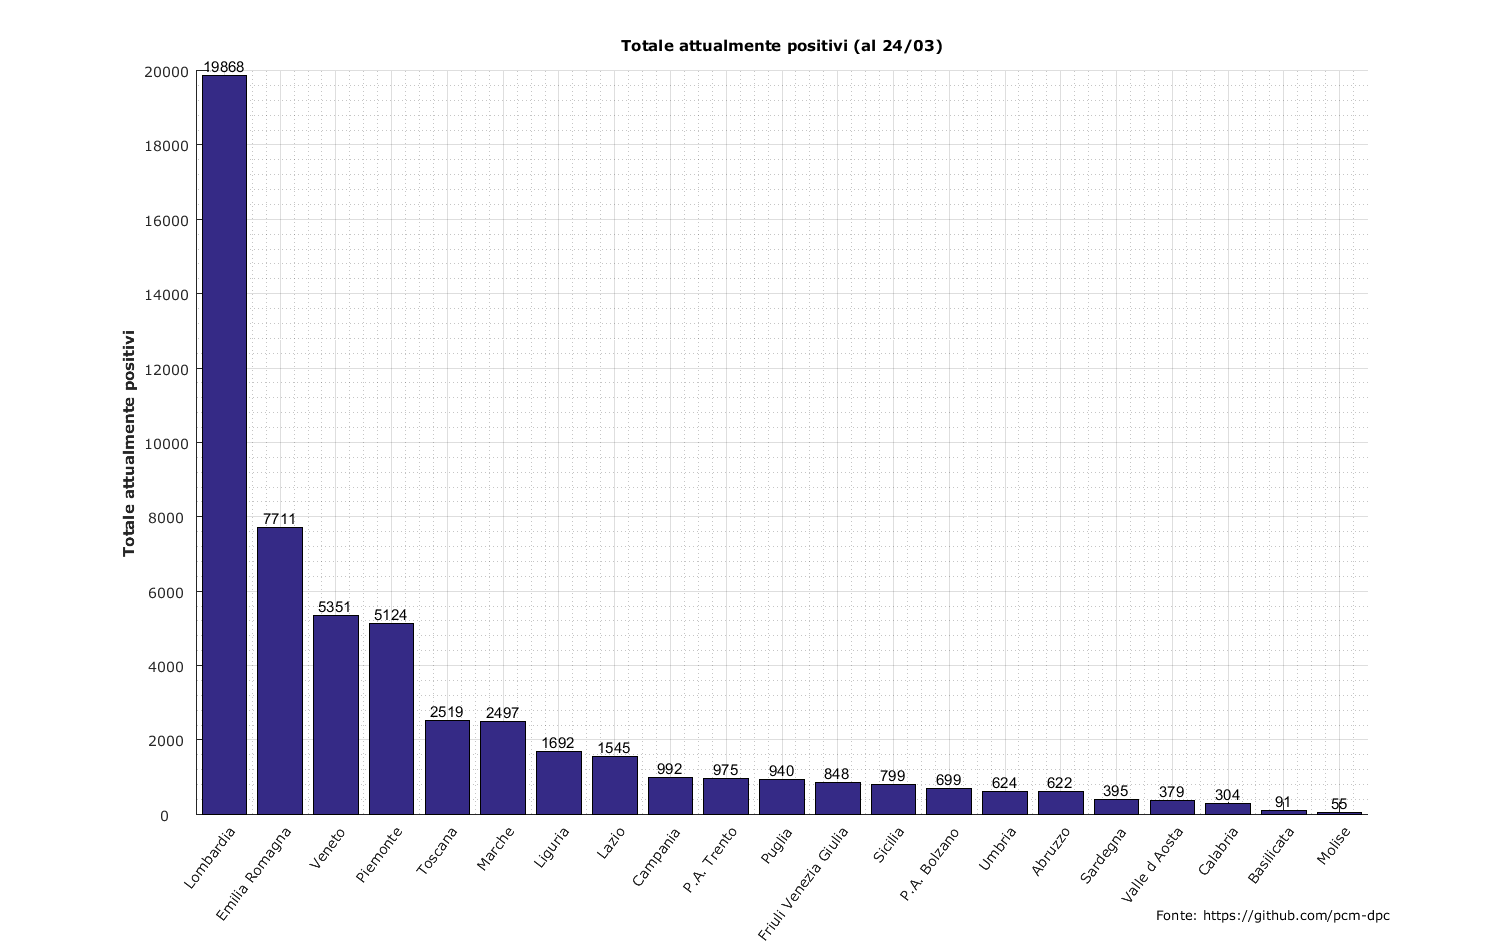 Totale attualmente positivi (al 24/03)
Totale attualmente positivi
20000
18000
16000
14000
12000
10000
8000
6000
4000
2000
0
19868
7711
5351
5124
2519
2497
1692
1545
992
975
940
848
799
699
624
622
395
379
304
91
55
Lombardia
Emilia Romagna
Veneto
Piemonte
Toscana
Marche
Liguria
Lazio
Campania
P.A. Trento
Puglia
Friuli Venezia Giulia
Sicilia
P.A. Bolzano
Umbria
Abruzzo
Sardegna
Valle d Aosta
Calabria
Basilicata
Molise
Fonte: https://github.com/pcm-dpc